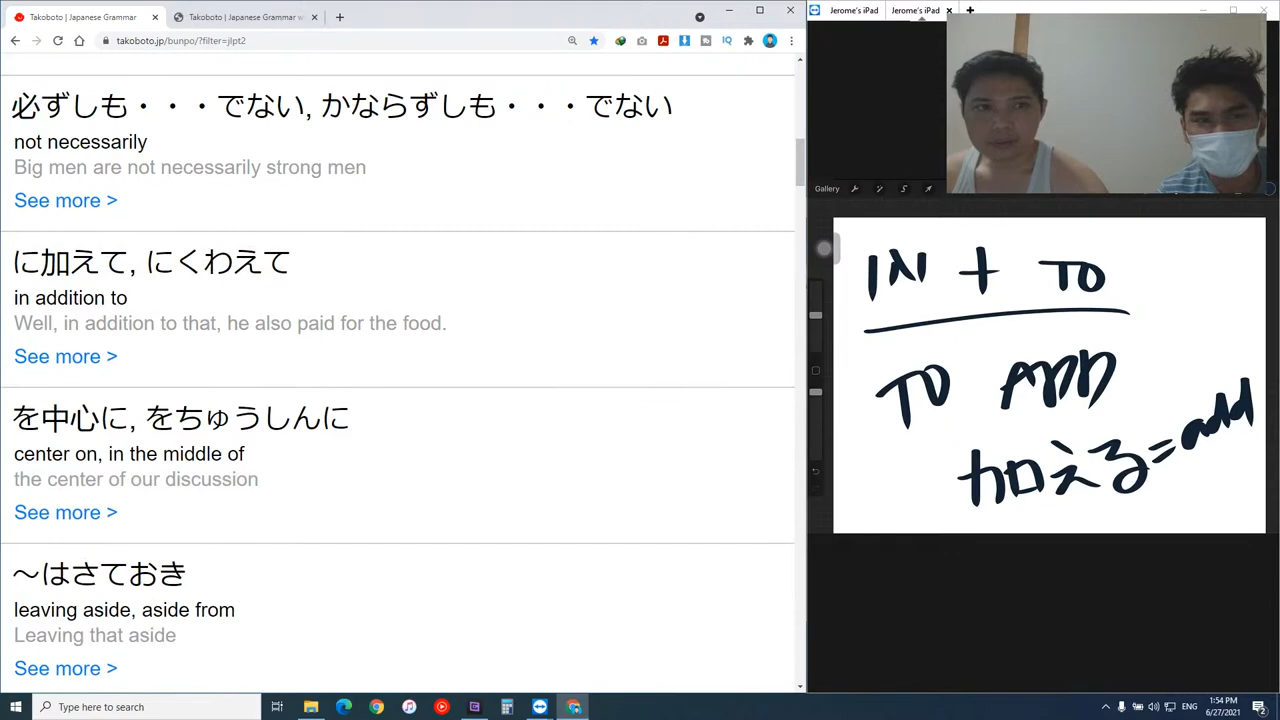 Takoboto | Japanese Grammar
Takoboto | Japanese Grammar w
Jerome's iPad
Jerome's iPad
takoboto.jp/bunpo/?filter=jlpt2
必ずしも・・・でない, かならずしも・・・でない
not necessarily
Big men are not necessarily strong men
See more >
に加えて, にくわえて
in addition to
Well, in addition to that, he also paid for the food.
See more >
を中心に, をちゅうしんに
center on, in the middle of
the center of our discussion
See more >
〜はさておき
leaving aside, aside from
Leaving that aside
See more >
Gallery
IN + TO
TO ADD
加える=add
Type here to search
ENG
1:54 PM
6/27/2021
2